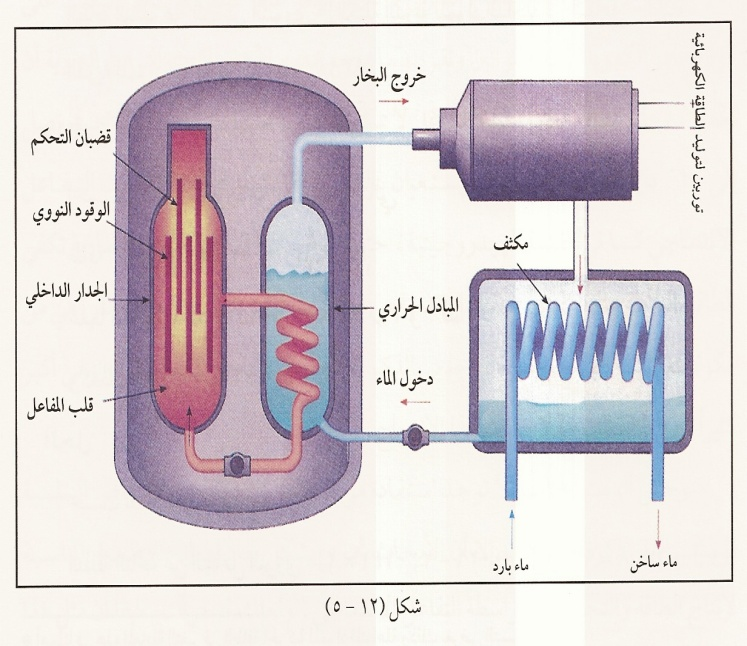 خروج البخار
توربين لتوليد الطاقة الكهربائية
قضبان التحكم
الوقود النووي
الجدار الداخلي
قلب المفاعل
المبادل الحراري
مكثف
دخول الماء
ماء بارد
ماء ساخن
شكل (١٢ - ٥)